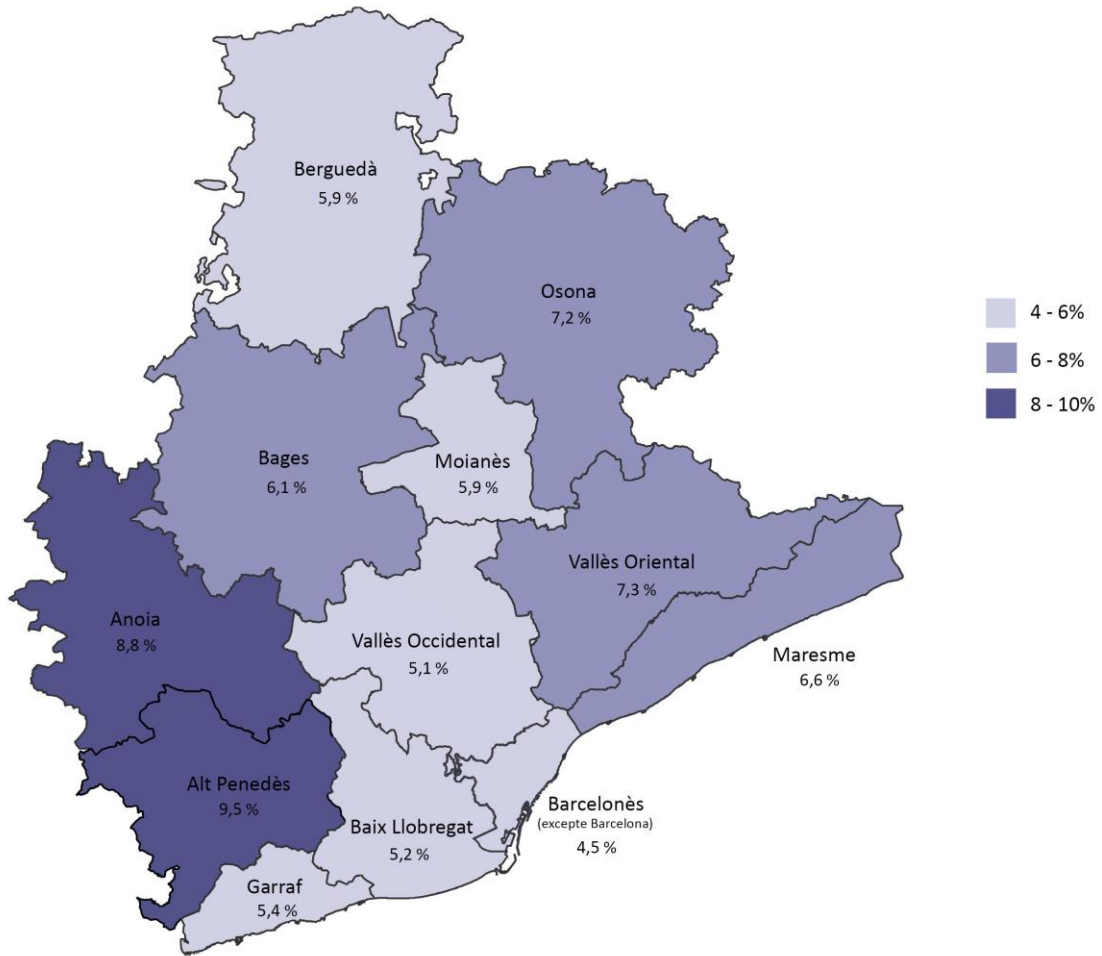 Berguedà
5,9 %
Osona
7,2 %
4 - 6%
6 - 8%
8 - 10%
Bages
6,1 %
Moianès
5,9 %
Vallès Oriental
7,3 %
Anoia
8,8 %
Vallès Occidental
5,1 %
Maresme
6,6 %
Alt Penedès
9,5 %
Baix Llobregat
5,2 %
Barcelonès
(excepte Barcelona)
4,5 %
Garraf
5,4 %